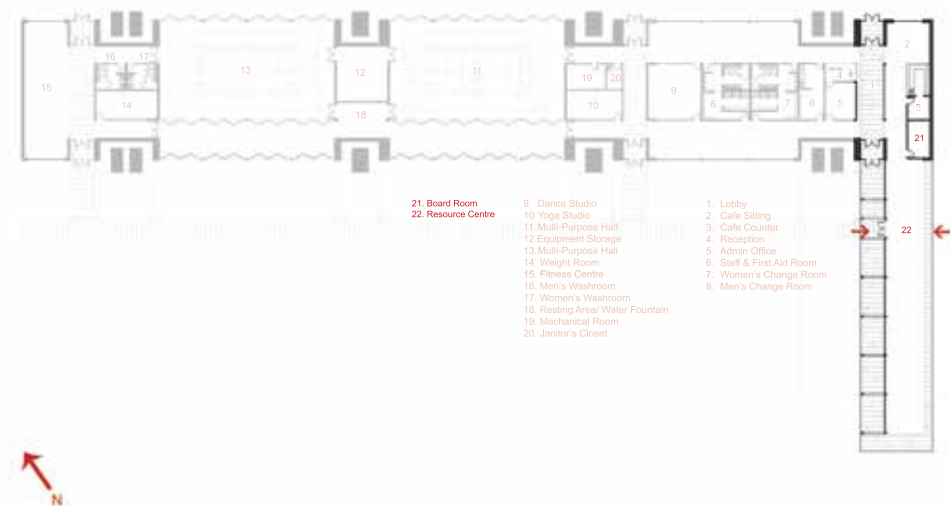 2
16
17
13
12
11
19
20
4
1
15
14
18
10
9
8
7
6
5
3
21
21. Board Room
22. Resource Centre
9. Dance Studio
10 Yoga Studio
11. Multi-Purpose Hall
12 Equipment Storage
13. Multi-Purpose Hall
14. Weight Room
15. Fitness Centre
16. Men's Washroom
17. Women's Washroom
18. Resting Area/ Water Fountain
19. Mechanical Room
20. Janitor's Closet
1. Lobby
2. Cafe Sitting
3. Cafe Counter
4. Reception
5. Admin Office
6. Staff & First Aid Room
7. Women's Change Room
8. Men's Change Room
22
N